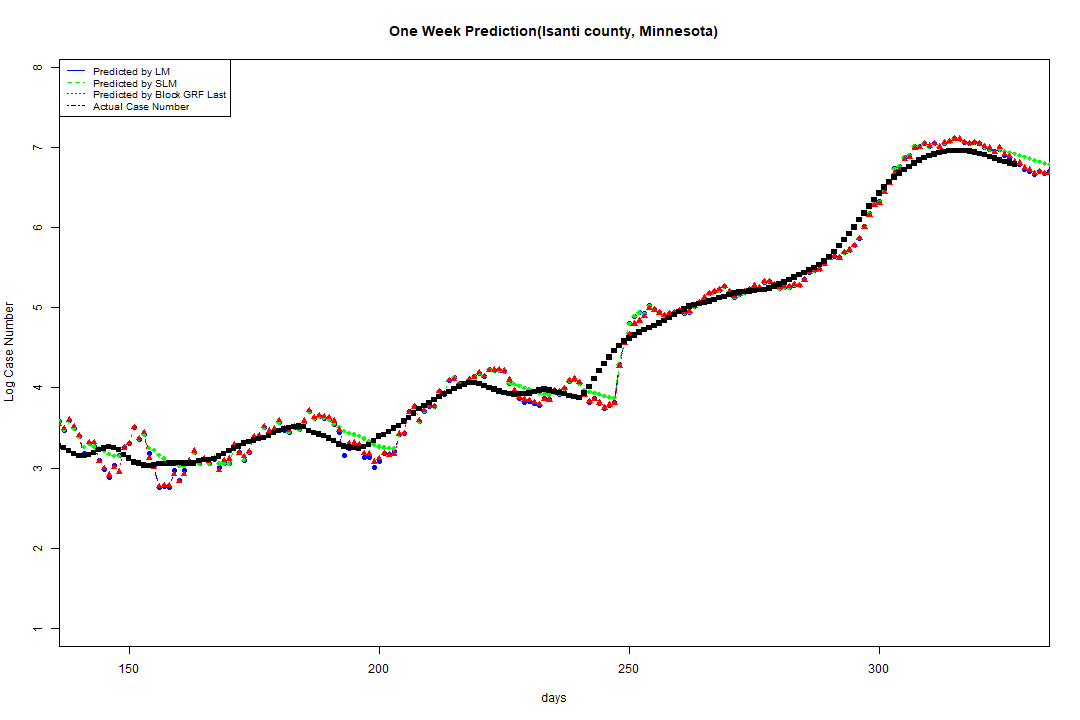 One Week Prediction(Isanti county, Minnesota)
Predicted by LM
Predicted by SLM
Predicted by Block GRF Last
Actual Case Number
8
7
6
5
4
3
2
1
Log Case Number
150 200 250 300
days